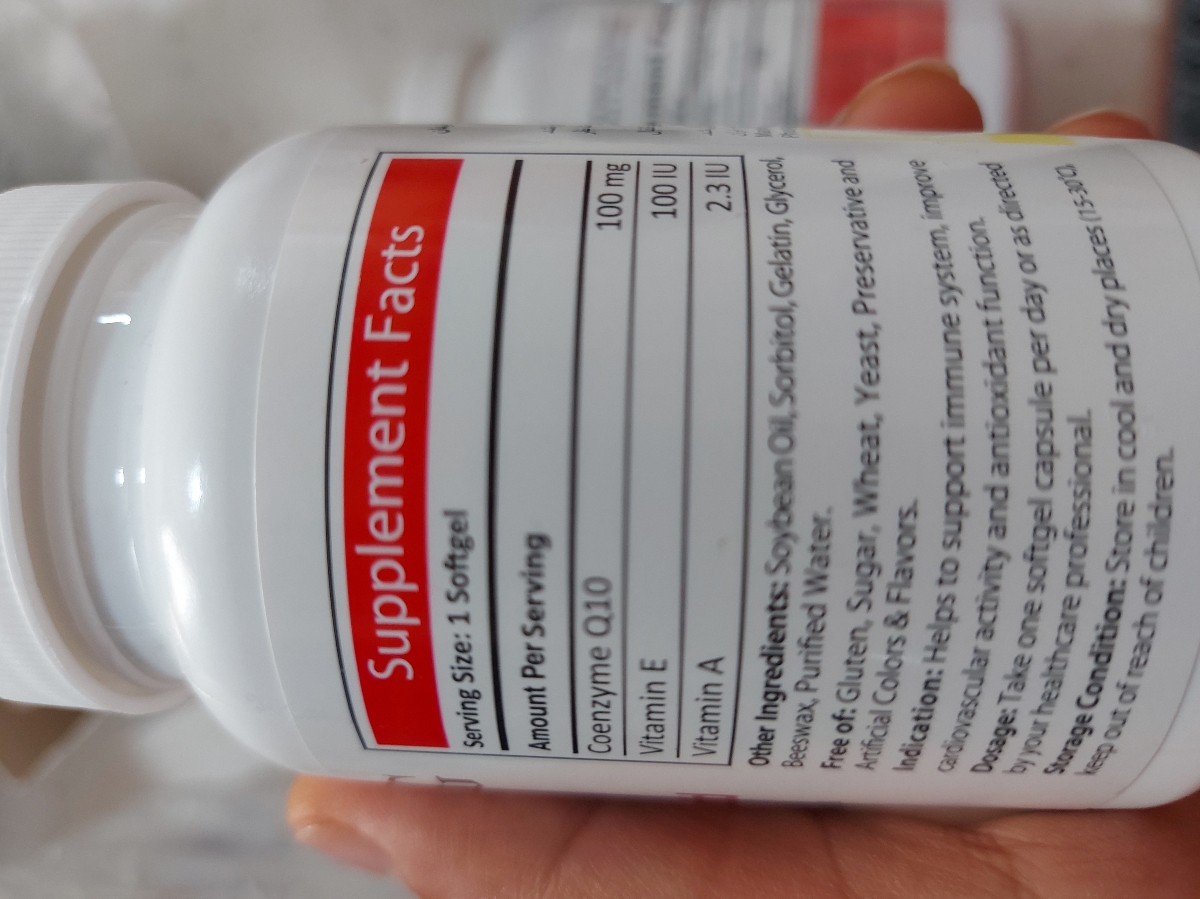 Supplement Facts
Serving Size: 1 Softgel
Amount Per Serving
Coenzyme Q10 100 mg
Vitamin E 100 IU
Vitamin A 2.3 IU
Other Ingredients: Soybean Oil, Sorbitol, Gelatin, Glycerol,
Beeswax, Purified Water.
Free of: Gluten, Sugar, Wheat, Yeast, Preservative and
Artificial Colors & Flavors.
Indication: Helps to support immune system, improve
cardiovascular activity and antioxidant function.
Dosage: Take one softgel capsule per day or as directed
by your healthcare professional.
Storage Condition: Store in cool and dry places (15-30°C),
keep out of reach of children.